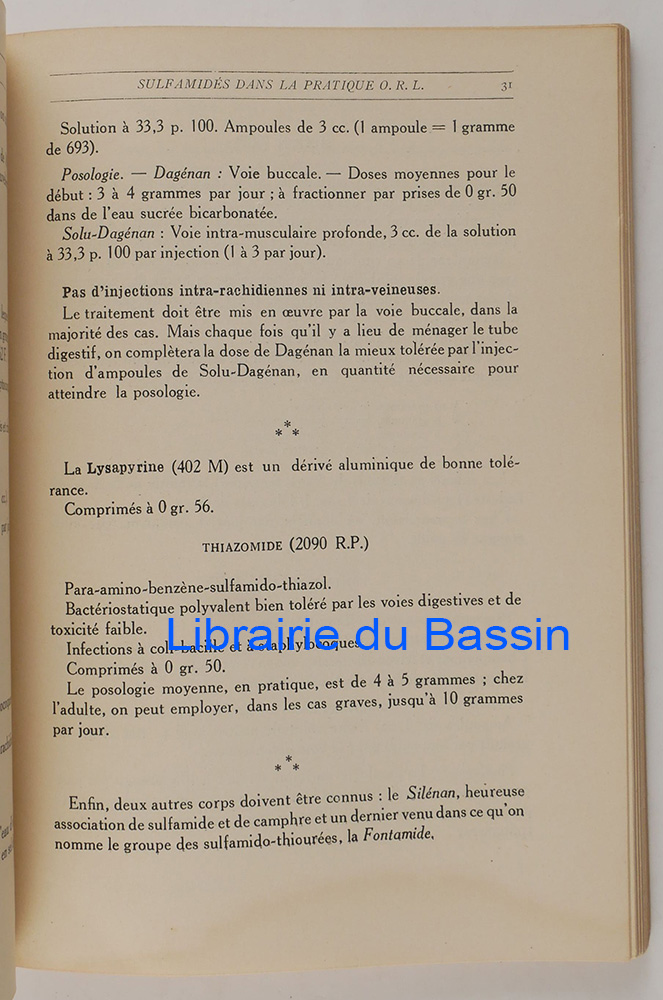 SULFAMIDÉS DANS LA PRATIQUE O. R. L. 31
Solution à 33,3 p. 100. Ampoules de 3 cc. (1 ampoule = 1 gramme
de 693).
Posologie. — Dagénan : Voie buccale. — Doses moyennes pour le
début : 3 à 4 grammes par jour ; à fractionner par prises de 0 gr. 50
dans de l'eau sucrée bicarbonatée.
Solu-Dagénan : Voie intra-musculaire profonde, 3 cc. de la solution
à 33,3 p. 100 par injection (1 à 3 par jour).
Pas d'injections intra-rachidiennes ni intra-veineuses.
Le traitement doit être mis en œuvre par la voie buccale, dans la
majorité des cas. Mais chaque fois qu'il y a lieu de ménager le tube
digestif, on complètera la dose de Dagénan la mieux tolérée par l'injec-
tion d'ampoules de Solu-Dagénan, en quantité nécessaire pour
atteindre la posologie.
*
* *
La Lysapyrine (402 M) est un dérivé aluminique de bonne tolé-
rance.
Comprimés à 0 gr. 56.
THIAZOMIDE (2090 R.P.)
Para-amino-benzène-sulfamido-thiazol.
Bactériostatique polyvalent bien toléré par les voies digestives et de
toxicité faible.
Librairie du Bassin
Infections à coli-bacille et à staphylocoques.
Comprimés à 0 gr. 50.
Le posologie moyenne, en pratique, est de 4 à 5 grammes ; chez
l'adulte, on peut employer, dans les cas graves, jusqu'à 10 grammes
par jour.
*
* *
Enfin, deux autres corps doivent être connus : le Silénan, heureuse
association de sulfamide et de camphre et un dernier venu dans ce qu'on
nomme le groupe des sulfamido-thiourées, la Fontamide.